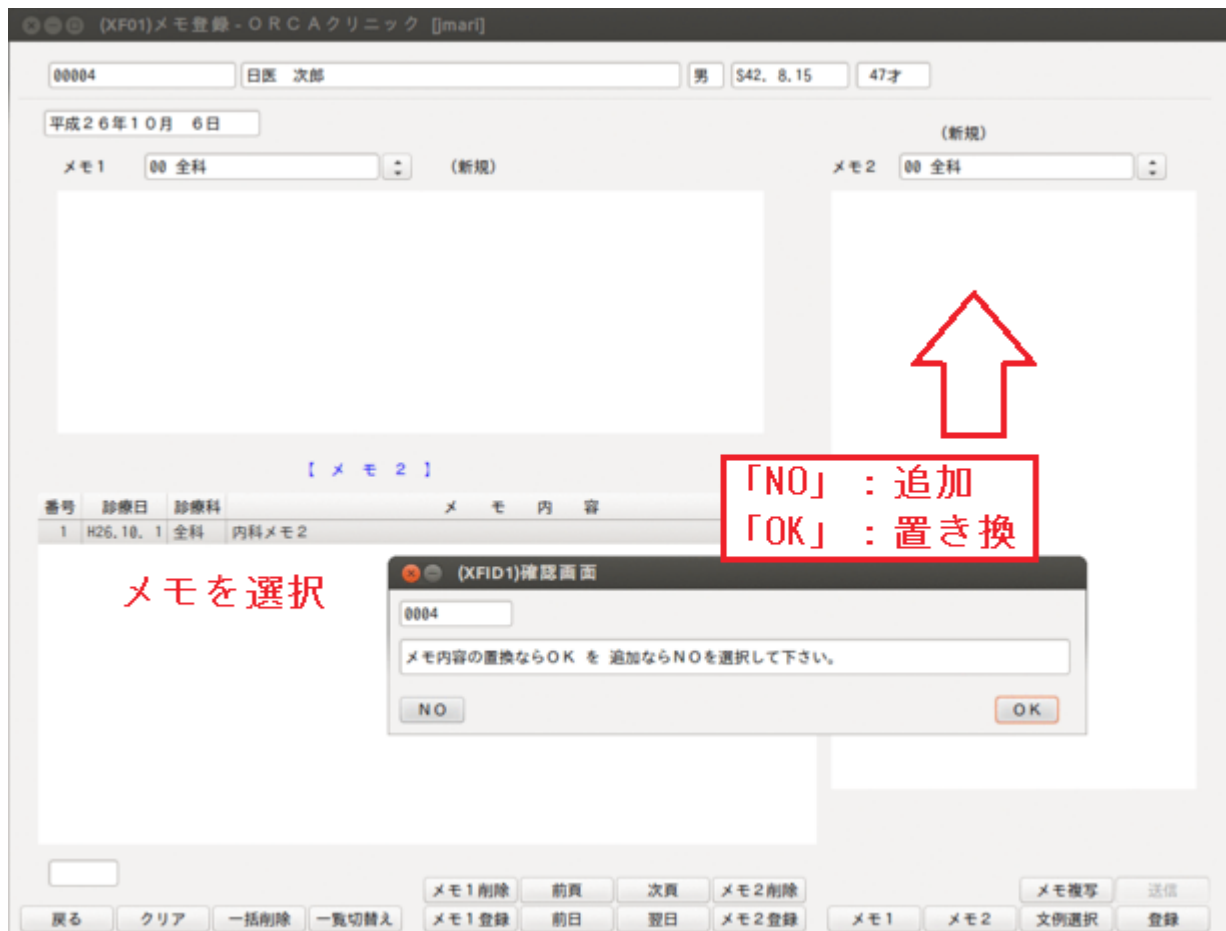 (XF01)メモ登録-ORCAクリニック [jmari]
00004 日医 次郎 男 S42. 8.15 47才
平成26年10月 6日
(新規)
メモ1 00 全科 (新規) メモ2 00 全科
【 メ モ 2 】
番号 診療日 診療科 メ モ 内 容
1 H26.10. 1 全科 内科メモ2
「NO」:追加
「OK」:置き換
メモを選択
(XFID1)確認画面
0004
メモ内容の置換ならOK を 追加ならNOを選択して下さい。
NO OK
メモ1削除 前頁 次頁 メモ2削除 メモ複写 送信
戻る クリア 一括削除 一覧切替え メモ1登録 前日 翌日 メモ2登録 メモ1 メモ2 文例選択 登録